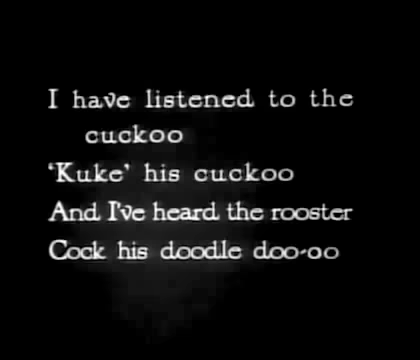 I have listened to the
cuckoo
‘Kuke’ his cuckoo
And I've heard the rooster
Cock his doodle doo-oo